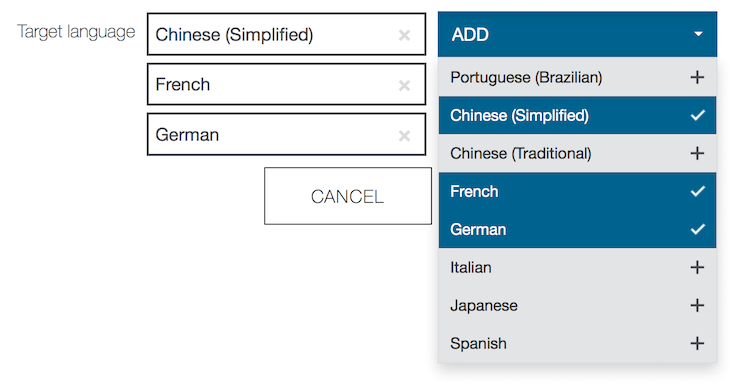 Target language
Chinese (Simplified)
French
German
CANCEL
ADD
Portuguese (Brazilian)
Chinese (Simplified)
Chinese (Traditional)
French
German
Italian
Japanese
Spanish